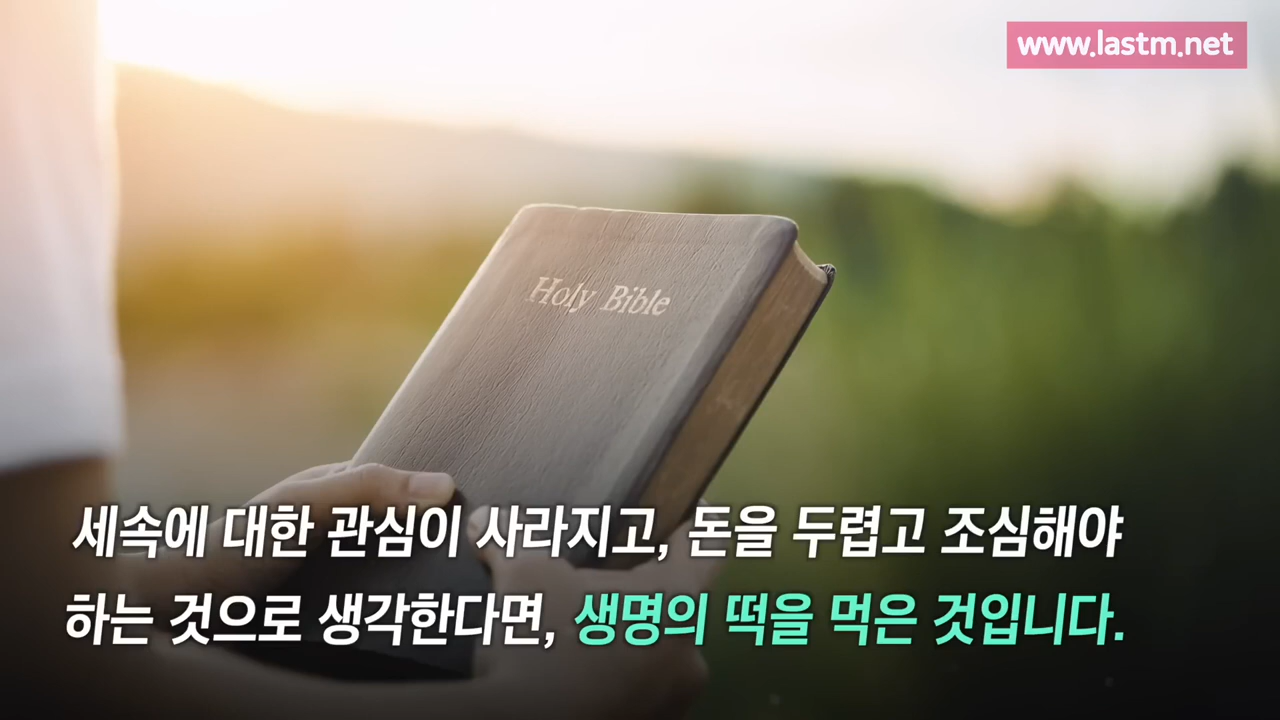 www.lastm.net
Holy Bible
세속에 대한 관심이 사라지고, 돈을 두렵고 조심해야
하는 것으로 생각한다면, 생명의 떡을 먹은 것입니다.